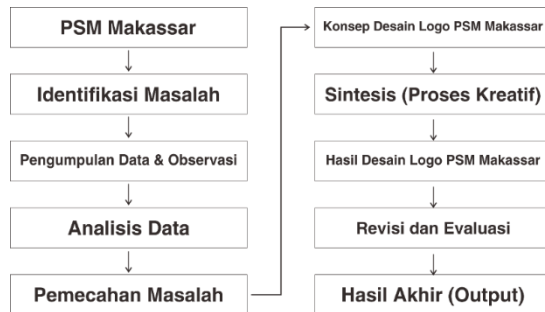 PSM Makassar
Identifikasi Masalah
Pengumpulan Data & Observasi
Analisis Data
Pemecahan Masalah
Konsep Desain Logo PSM Makassar
Sintesis (Proses Kreatif)
Hasil Desain Logo PSM Makassar
Revisi dan Evaluasi
Hasil Akhir (Output)